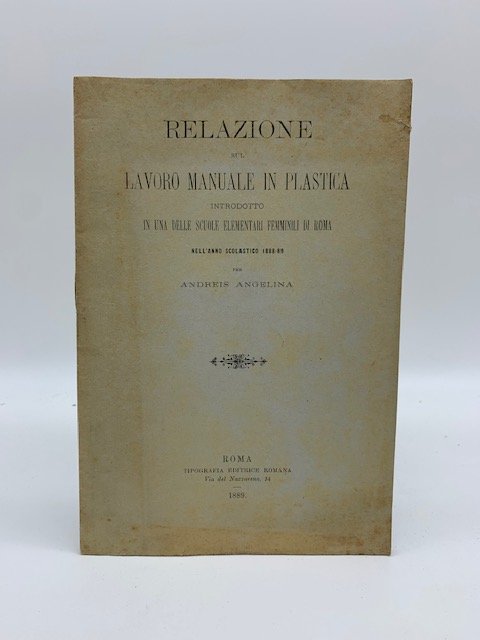 RELAZIONE
SUL
LAVORO MANUALE IN PLASTICA
INTRODOTTO
IN UNA DELLE SCUOLE ELEMENTARI FEMMINILI DI ROMA
NELL'ANNO SCOLASTICO 1888-89
PER
ANDREIS ANGELINA
ROMA
TIPOGRAFIA EDITRICE ROMANA
Via del Nazzareno, 14
1889.